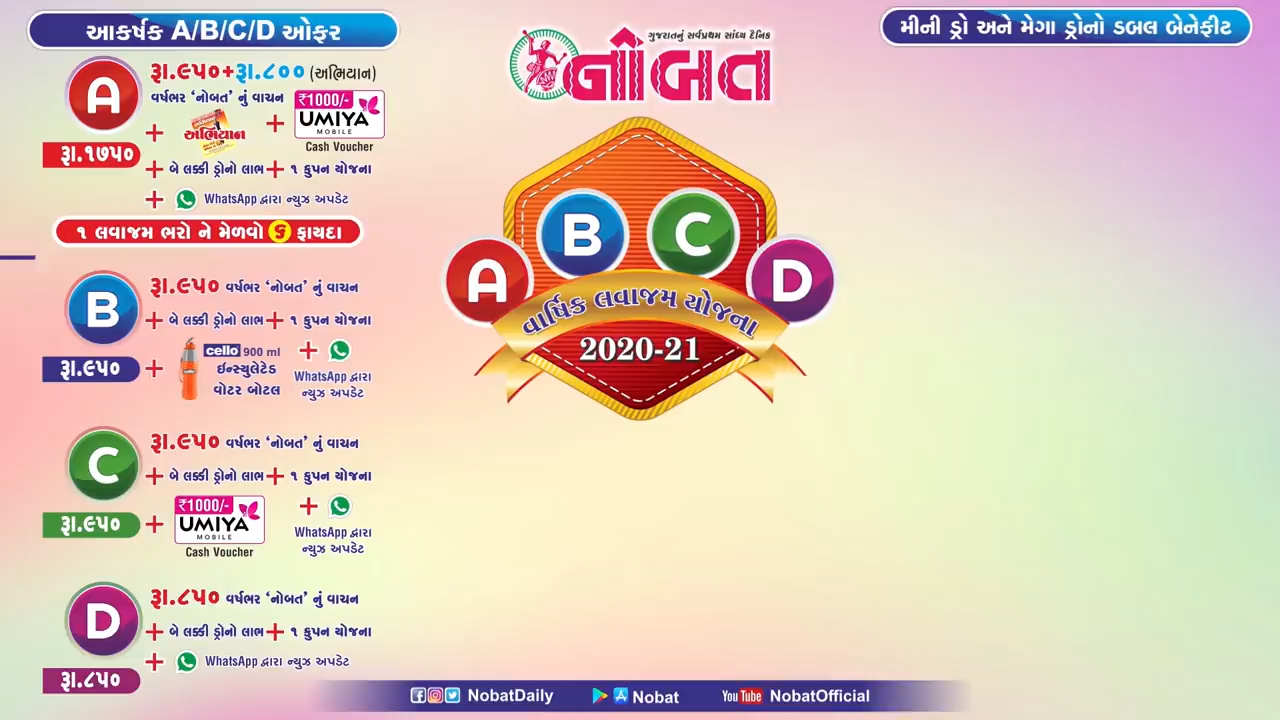 આકર્ષક A/B/C/D ઓફર
A
રૂા.૯૫૦+રૂા.૮૦૦ (અભિયાન)
વર્ષભર ‘નોબત’ નું વાચન
+ અભિયાન + ₹1000/- UMIYA MOBILE
Cash Voucher
રૂા.૧૭૫૦
+ બે લક્કી ડ્રોનો લાભ + ૧ કુપન યોજના
+ WhatsApp દ્વારા ન્યુઝ અપડેટ
૧ લવાજમ ભરો ને મેળવો ૬ ફાયદા
B
રૂા.૯૫૦ વર્ષભર ‘નોબત’ નું વાચન
+ બે લક્કી ડ્રોનો લાભ + ૧ કુપન યોજના
રૂા.૯૫૦
+ cello 900 ml
ઈન્સ્યુલેટેડ
વોટર બોટલ
+
WhatsApp દ્વારા
ન્યુઝ અપડેટ
C
રૂા.૯૫૦ વર્ષભર ‘નોબત’ નું વાચન
+ બે લક્કી ડ્રોનો લાભ + ૧ કુપન યોજના
રૂા.૯૫૦
+ ₹1000/-
UMIYA
MOBILE
Cash Voucher
+
WhatsApp દ્વારા
ન્યુઝ અપડેટ
D
રૂા.૮૫૦ વર્ષભર ‘નોબત’ નું વાચન
+ બે લક્કી ડ્રોનો લાભ + ૧ કુપન યોજના
+ WhatsApp દ્વારા ન્યુઝ અપડેટ
રૂા.૮૫૦
ગુજરાતનું સર્વપ્રથમ સાંધ્ય દૈનિક
નોબત
A B C D
વાર્ષિક લવાજમ યોજના
2020-21
મીની ડ્રો અને મેગા ડ્રોનો ડબલ બેનેફીટ
NobatDaily Nobat YouTube NobatOfficial